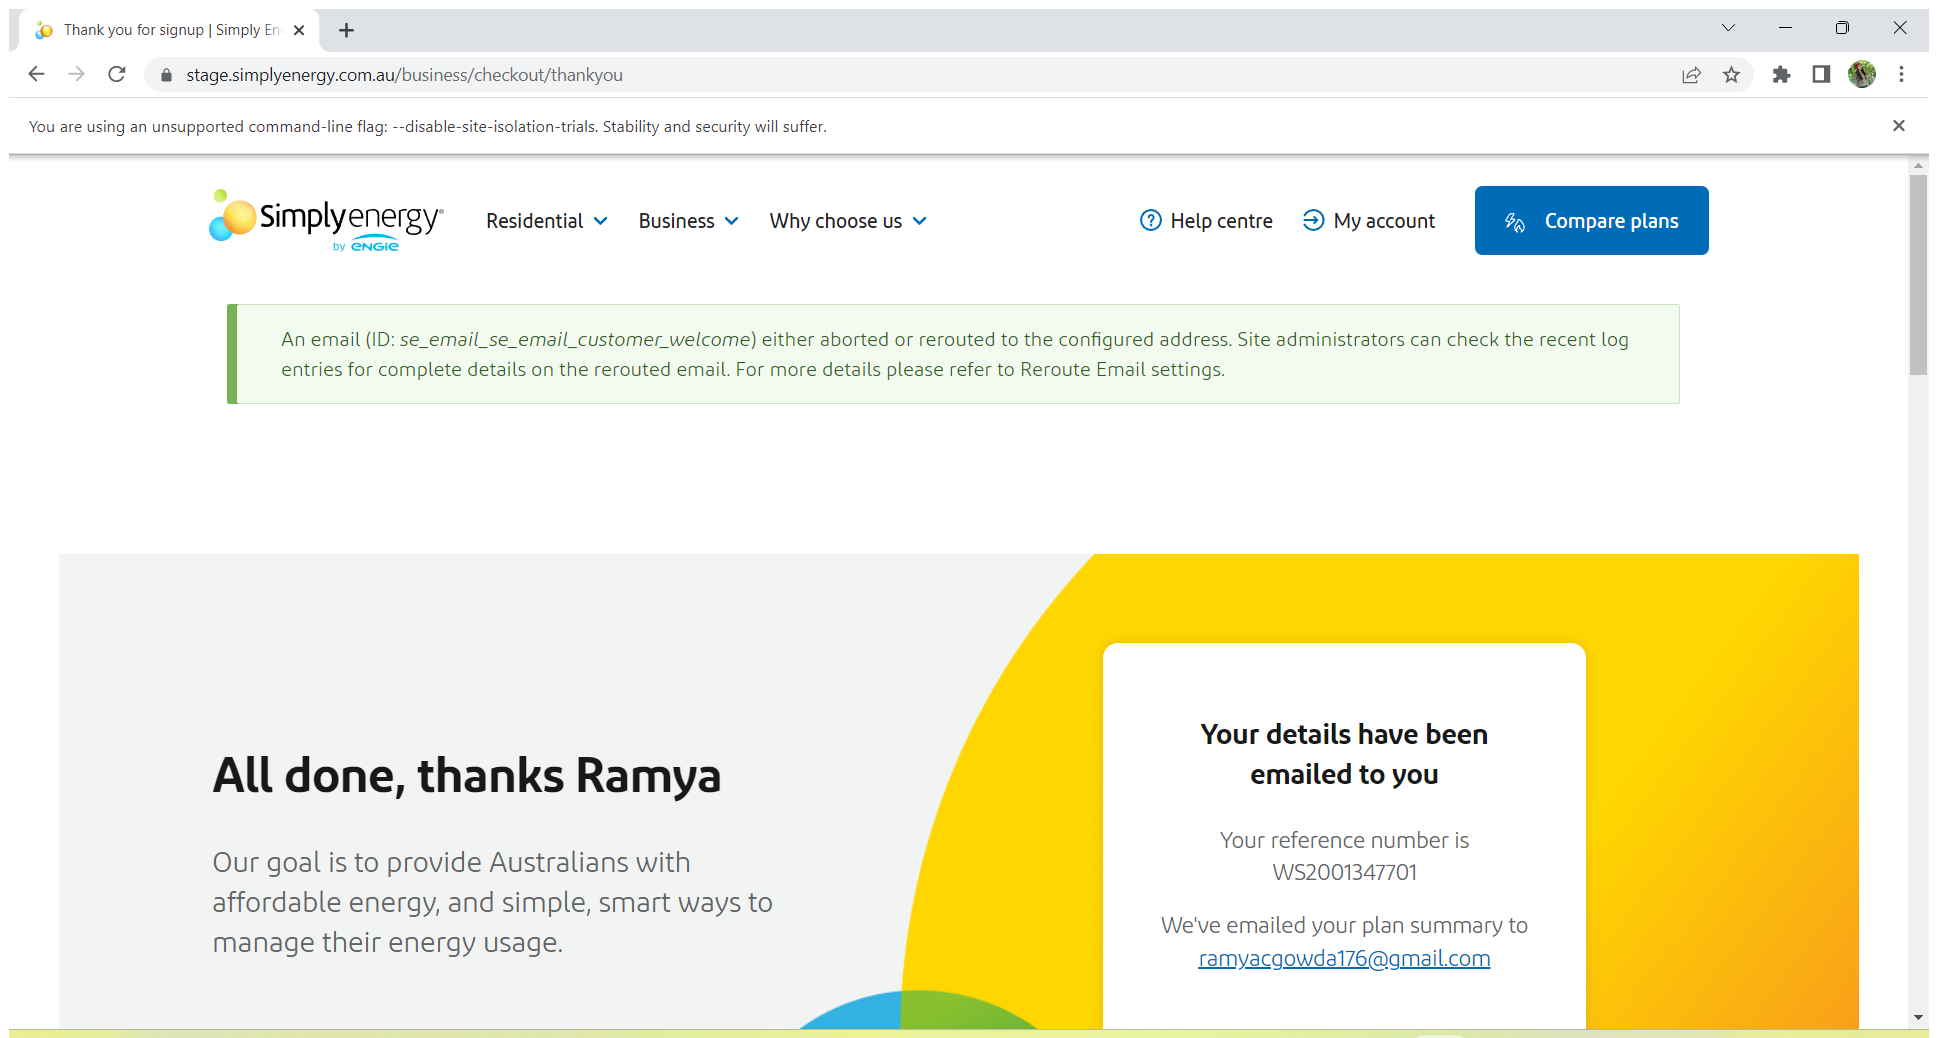 Thank you for signup | Simply En
stage.simplyenergy.com.au/business/checkout/thankyou
You are using an unsupported command-line flag: --disable-site-isolation-trials. Stability and security will suffer.
Simplyenergy®
by ENGIE
Residential
Business
Why choose us
Help centre
My account
Compare plans
An email (ID: se_email_se_email_customer_welcome) either aborted or rerouted to the configured address. Site administrators can check the recent log
entries for complete details on the rerouted email. For more details please refer to Reroute Email settings.
All done, thanks Ramya
Our goal is to provide Australians with
affordable energy, and simple, smart ways to
manage their energy usage.
Your details have been
emailed to you
Your reference number is
WS2001347701
We've emailed your plan summary to
ramyacgowda176@gmail.com